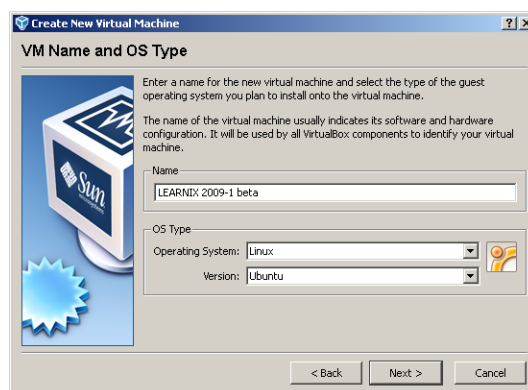 Create New Virtual Machine
VM Name and OS Type
Enter a name for the new virtual machine and select the type of the guest
operating system you plan to install onto the virtual machine.
The name of the virtual machine usually indicates its software and hardware
configuration. It will be used by all VirtualBox components to identify your virtual
machine.
Name
LEARNIX 2009-1 beta
OS Type
Operating System: Linux
Version: Ubuntu
Sun
microsystems
< Back Next > Cancel